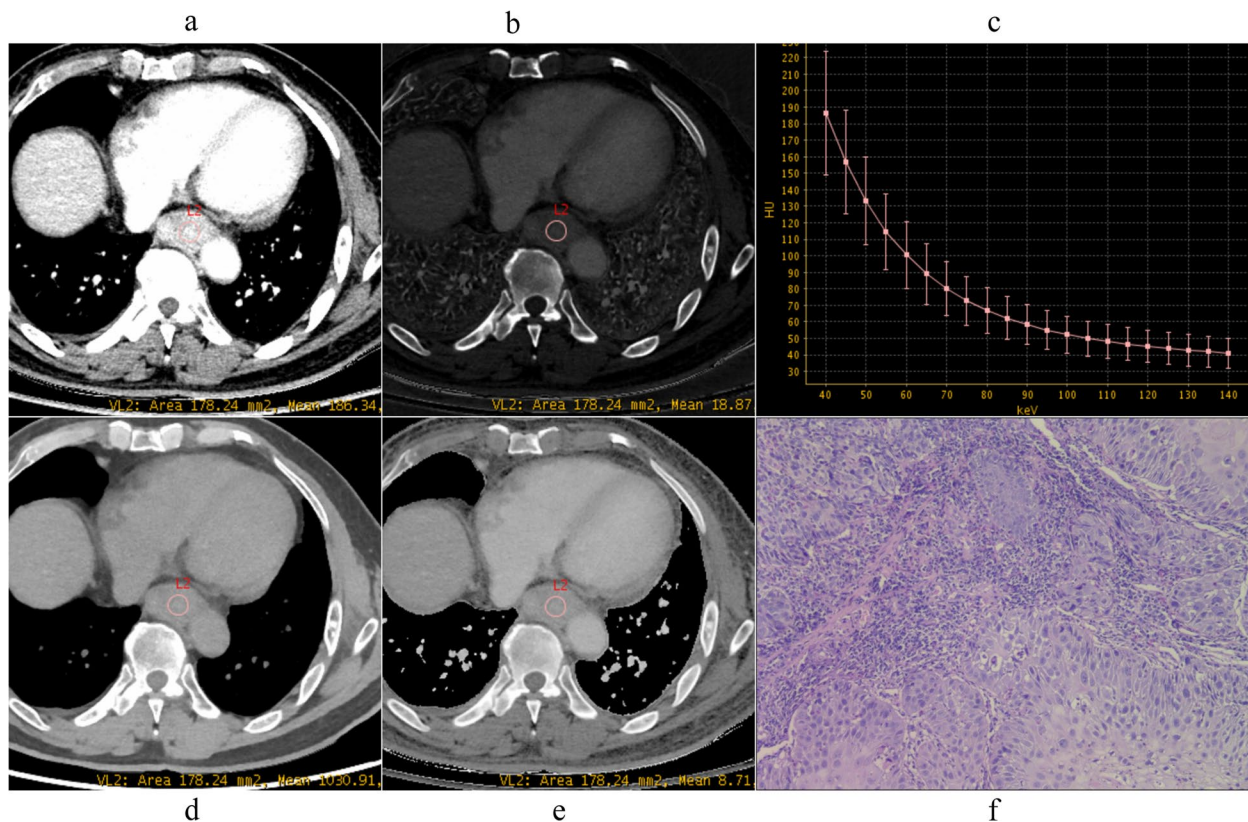 a b c
L2
VL2: Area 178.24 mm2, Mean 186.34,
L2
VL2: Area 178.24 mm2, Mean 18.87
HU
220
210
200
190
180
170
160
150
140
130
120
110
100
90
80
70
60
50
40
30
40 50 60 70 80 90 100 110 120 130 140
keV
L2
VL2: Area 178.24 mm2, Mean 1030.91,
L2
VL2: Area 178.24 mm2, Mean 8.71,
d e f